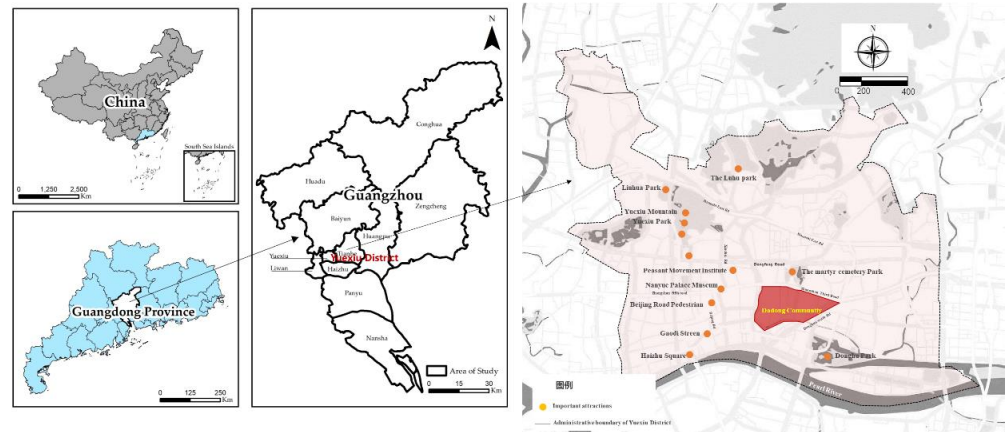 China
South Sea Islands
0 1,250 2,500
Km
Guangdong Province
0 125 250
Km
N
Conghua
Huadu
Guangzhou
Zengcheng
Baiyun
Huangpu
Yuexiu
Yuexiu District
Liwan
Haizhu
Panyu
Nansha
Area of Study
0 15 30
Km
N
0 200 400
The Luhu park
Liuhua Park
Yuexiu Mountain
Yuexiu Park
Dongfeng Road
Peasant Movement Institute
The martyr cemetery Park
Nanyue Palace Museum
Beijing Road Pedestrian
Dadong Community
Gaodi Streen
Haizhu Square
Donghu Park
Pearl River
图例
Important attractions
Administrative boundary of Yuexiu District